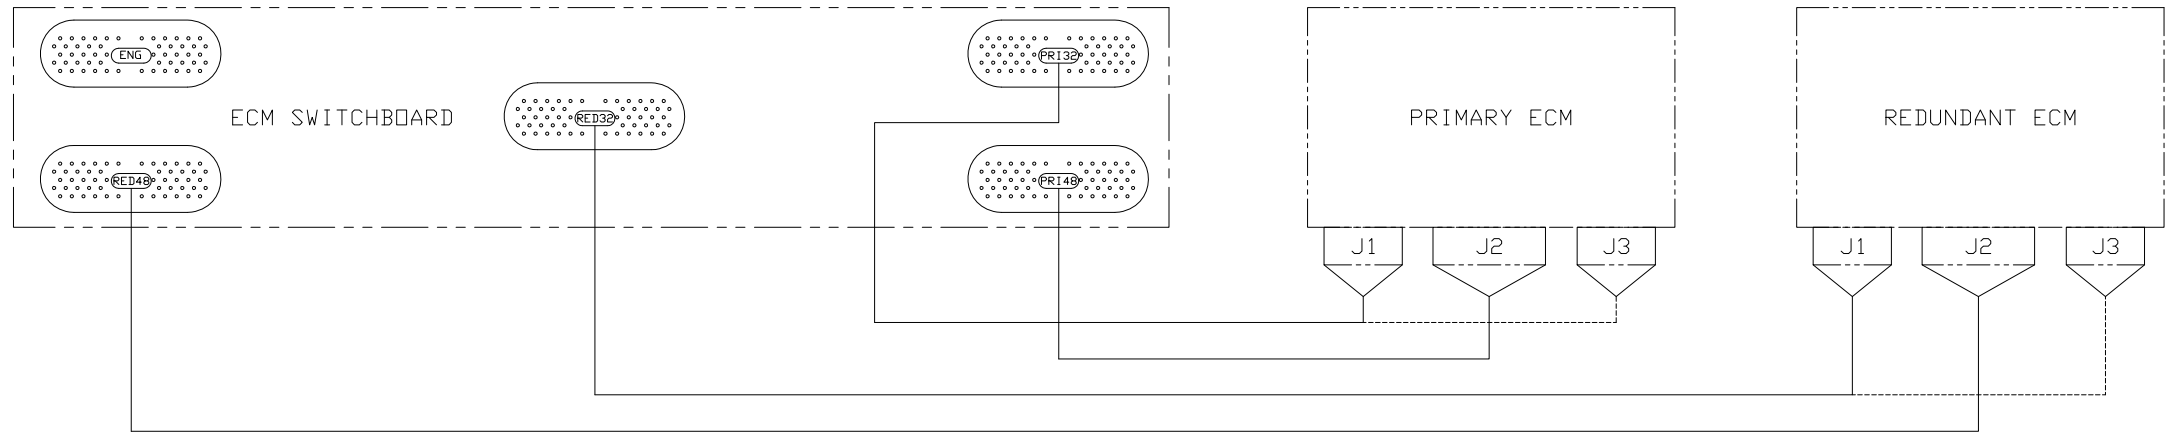 ENG
PRI32
ECM SWITCHBOARD
RED32
PRIMARY ECM
REDUNDANT ECM
RED48
PRI48
J1
J2
J3
J1
J2
J3